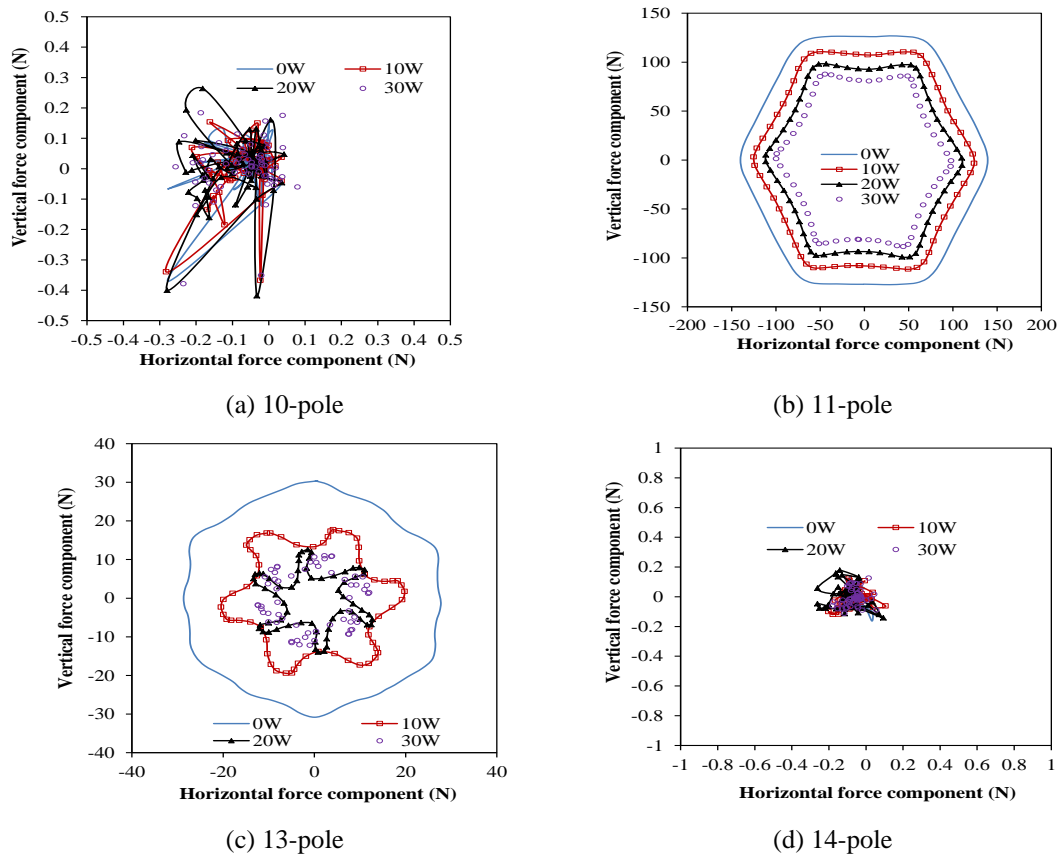 0.5
0.4
0.3
0.2
0.1
0
-0.1
-0.2
-0.3
-0.4
-0.5
Vertical force component (N)
0W 10W
20W 30W
-0.5 -0.4 -0.3 -0.2 -0.1 0 0.1 0.2 0.3 0.4 0.5
Horizontal force component (N)
(a) 10-pole
150
100
50
0
-50
-100
-150
Vertical force component (N)
0W
10W
20W
30W
-200 -150 -100 -50 0 50 100 150 200
Horizontal force component (N)
(b) 11-pole
40
30
20
10
0
-10
-20
-30
-40
Vertical force component (N)
0W 10W
20W 30W
-40 -20 0 20 40
Horizontal force component (N)
(c) 13-pole
1
0.8
0.6
0.4
0.2
0
-0.2
-0.4
-0.6
-0.8
-1
Vertical force component (N)
0W 10W
20W 30W
-1 -0.8 -0.6 -0.4 -0.2 0 0.2 0.4 0.6 0.8 1
Horizontal force component (N)
(d) 14-pole